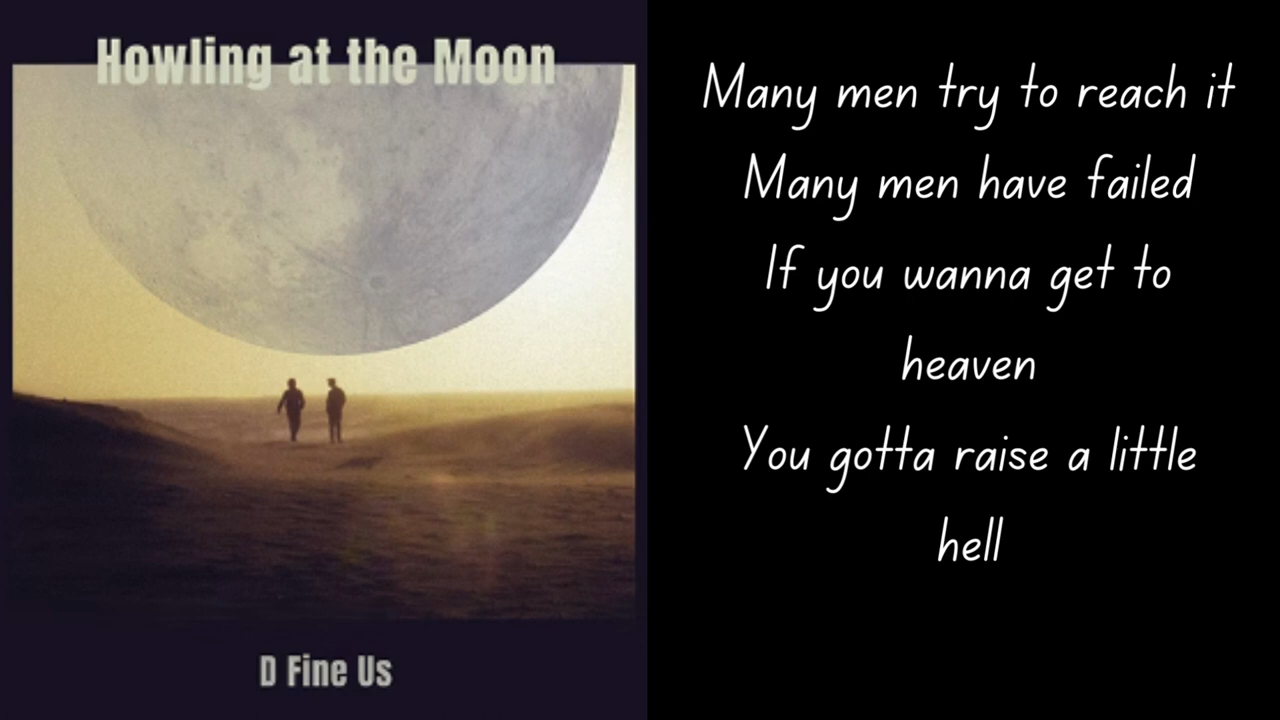 Howling at the Moon
D Fine Us
Many men try to reach it
Many men have failed
If you wanna get to
heaven
You gotta raise a little
hell